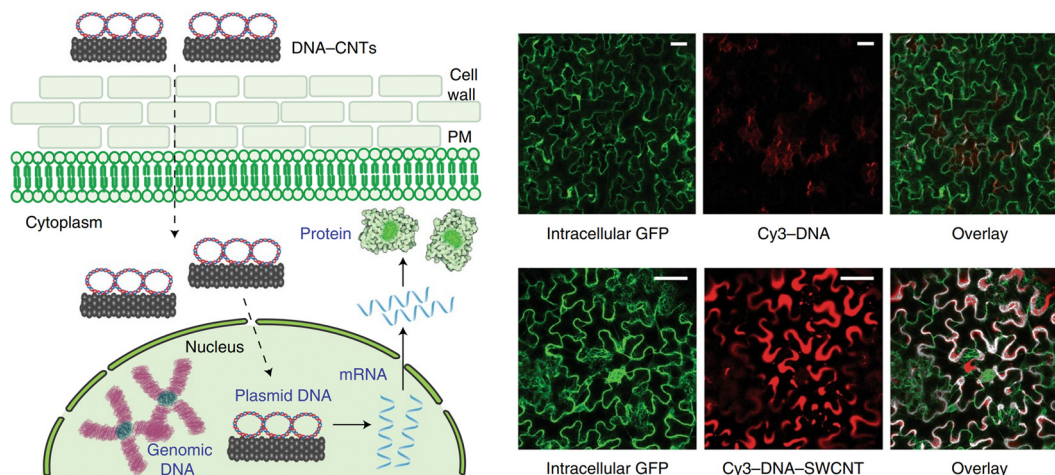 DNA–CNTs
Cell
wall
PM
Cytoplasm
Protein
Nucleus
mRNA
Plasmid DNA
Genomic
DNA
Intracellular GFP
Cy3–DNA
Overlay
Intracellular GFP
Cy3–DNA–SWCNT
Overlay